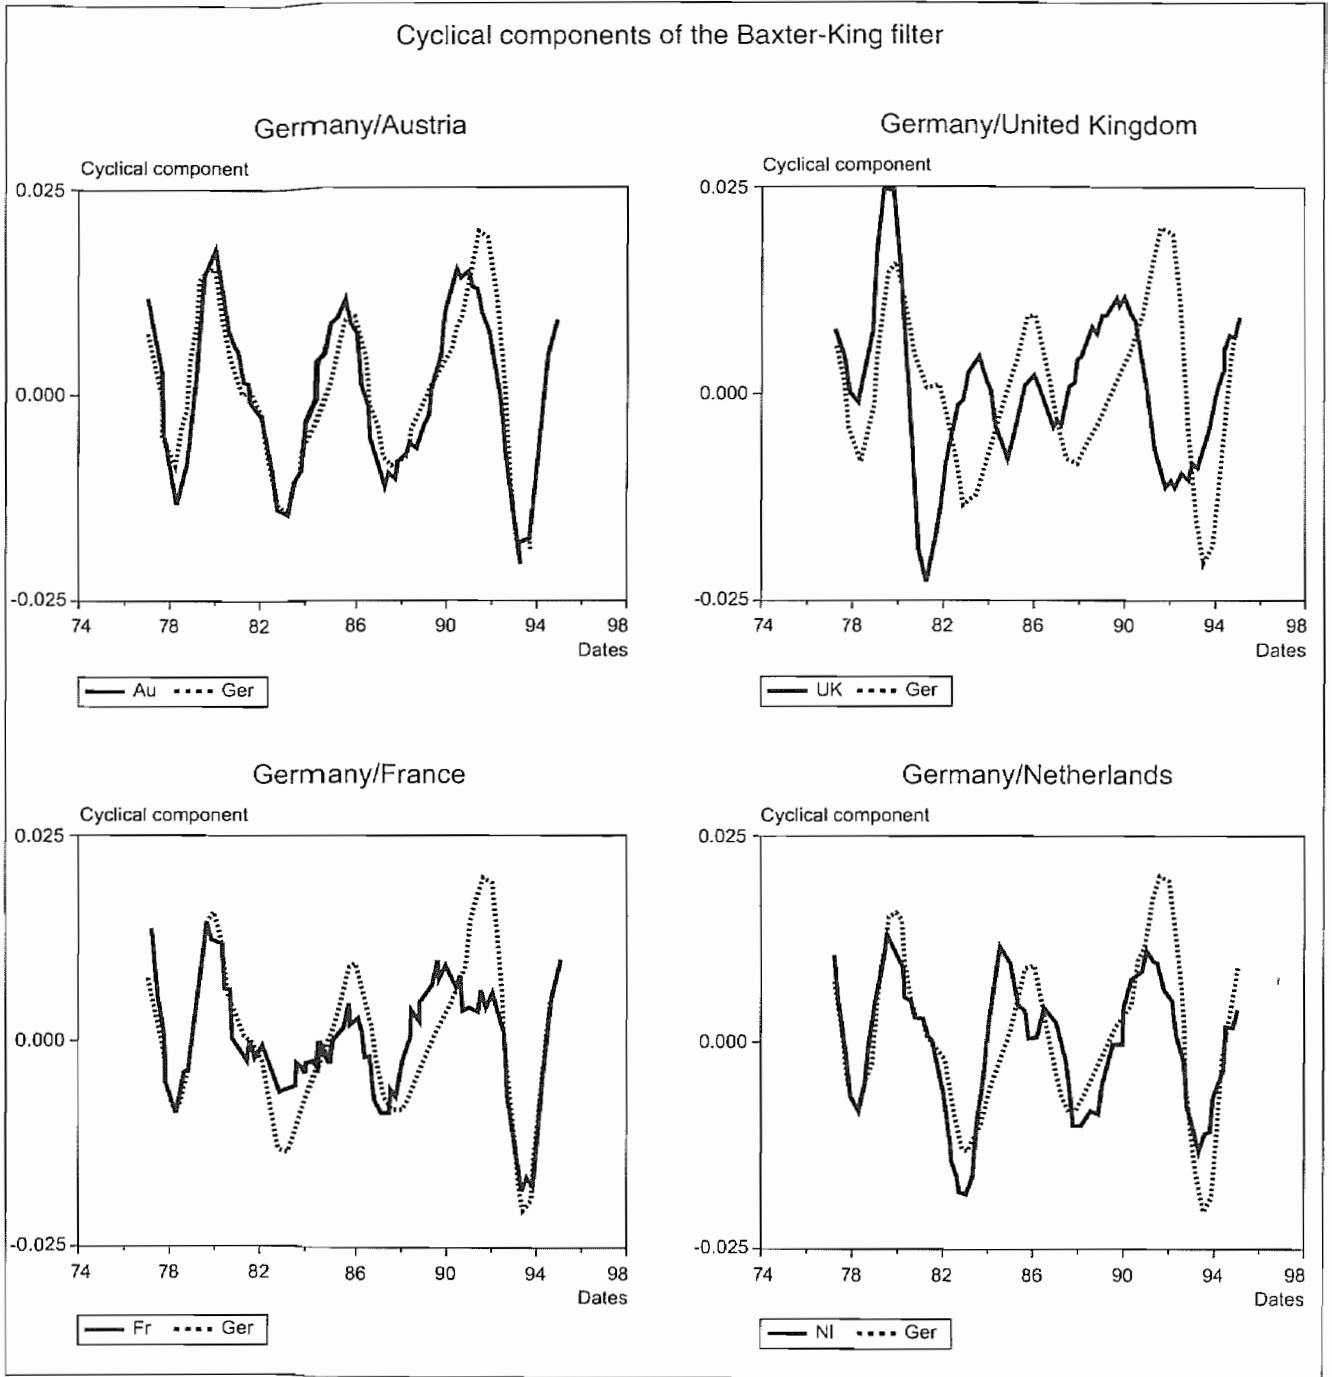 Cyclical components of the Baxter-King filter
Germany/Austria
Cyclical component
0.025
0.000
-0.025
74 78 82 86 90 94 98
Dates
Au Ger
Germany/United Kingdom
Cyclical component
0.025
0.000
-0.025
74 78 82 86 90 94 98
Dates
UK Ger
Germany/France
Cyclical component
0.025
0.000
-0.025
74 78 82 86 90 94 98
Dates
Fr Ger
Germany/Netherlands
Cyclical component
0.025
0.000
-0.025
74 78 82 86 90 94 98
Dates
Nl Ger